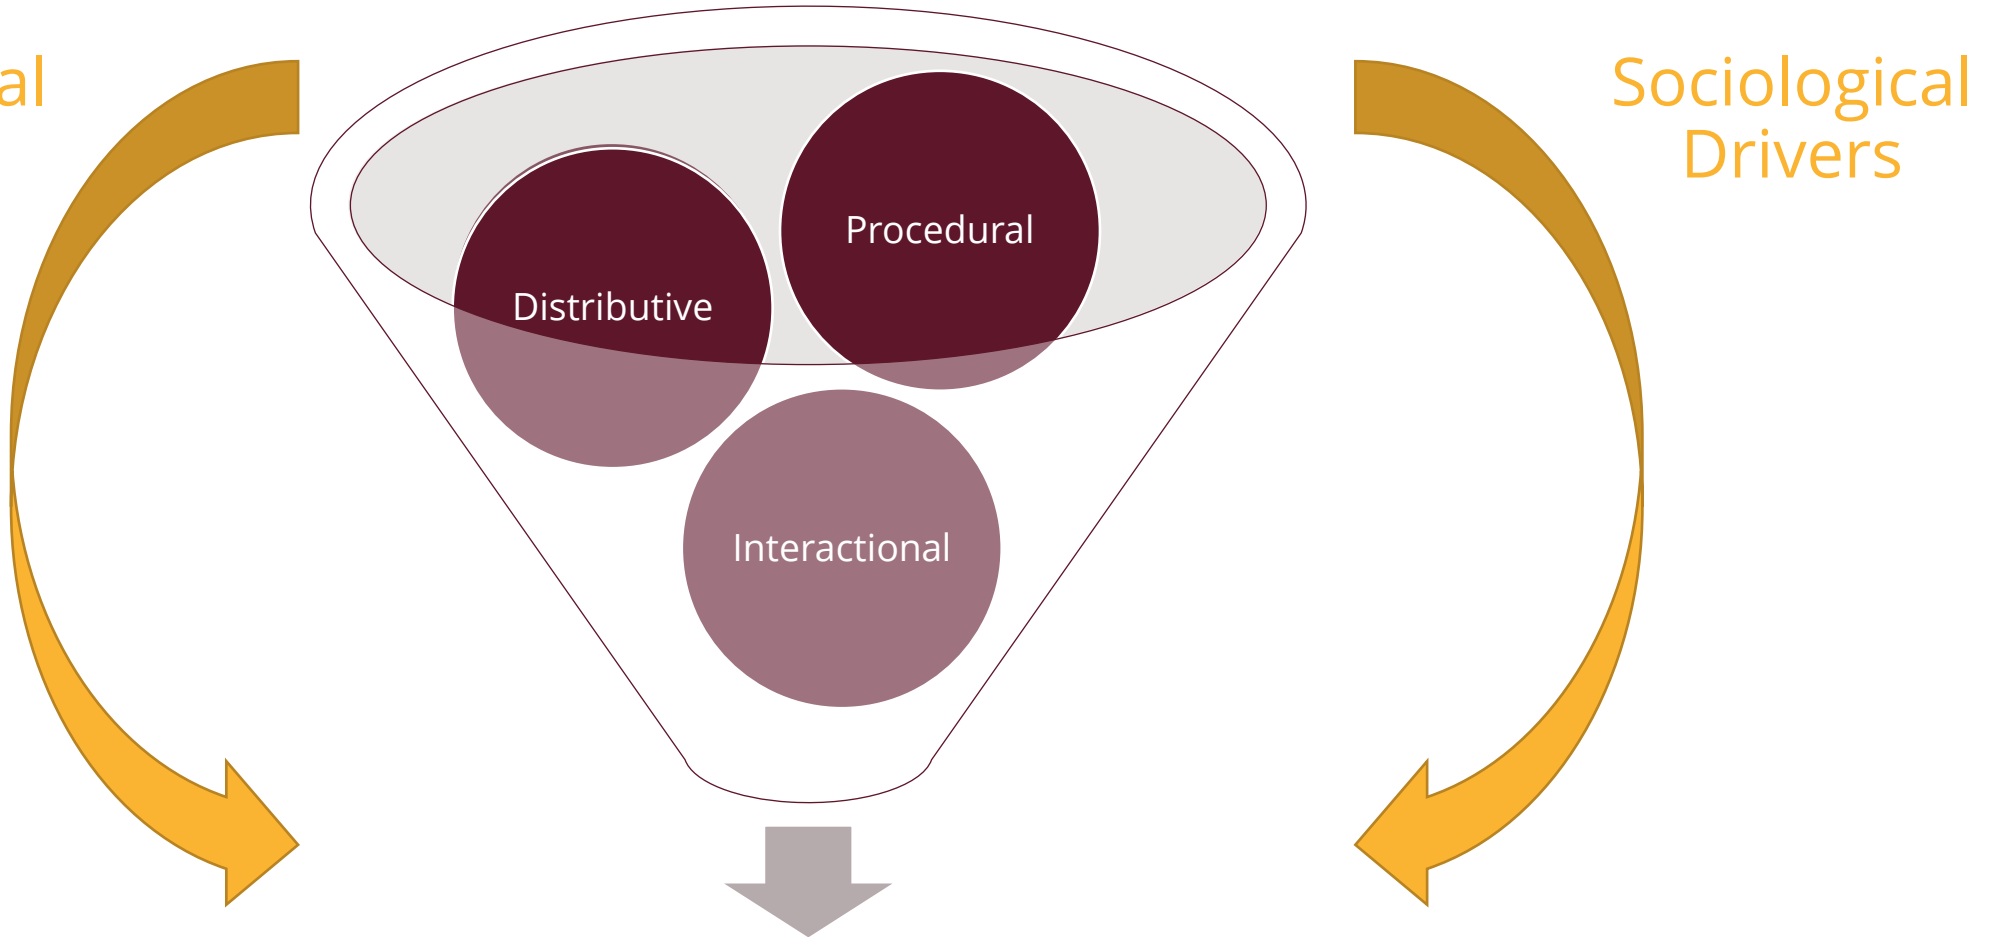 al
Sociological
Drivers
Procedural
Distributive
Interactional